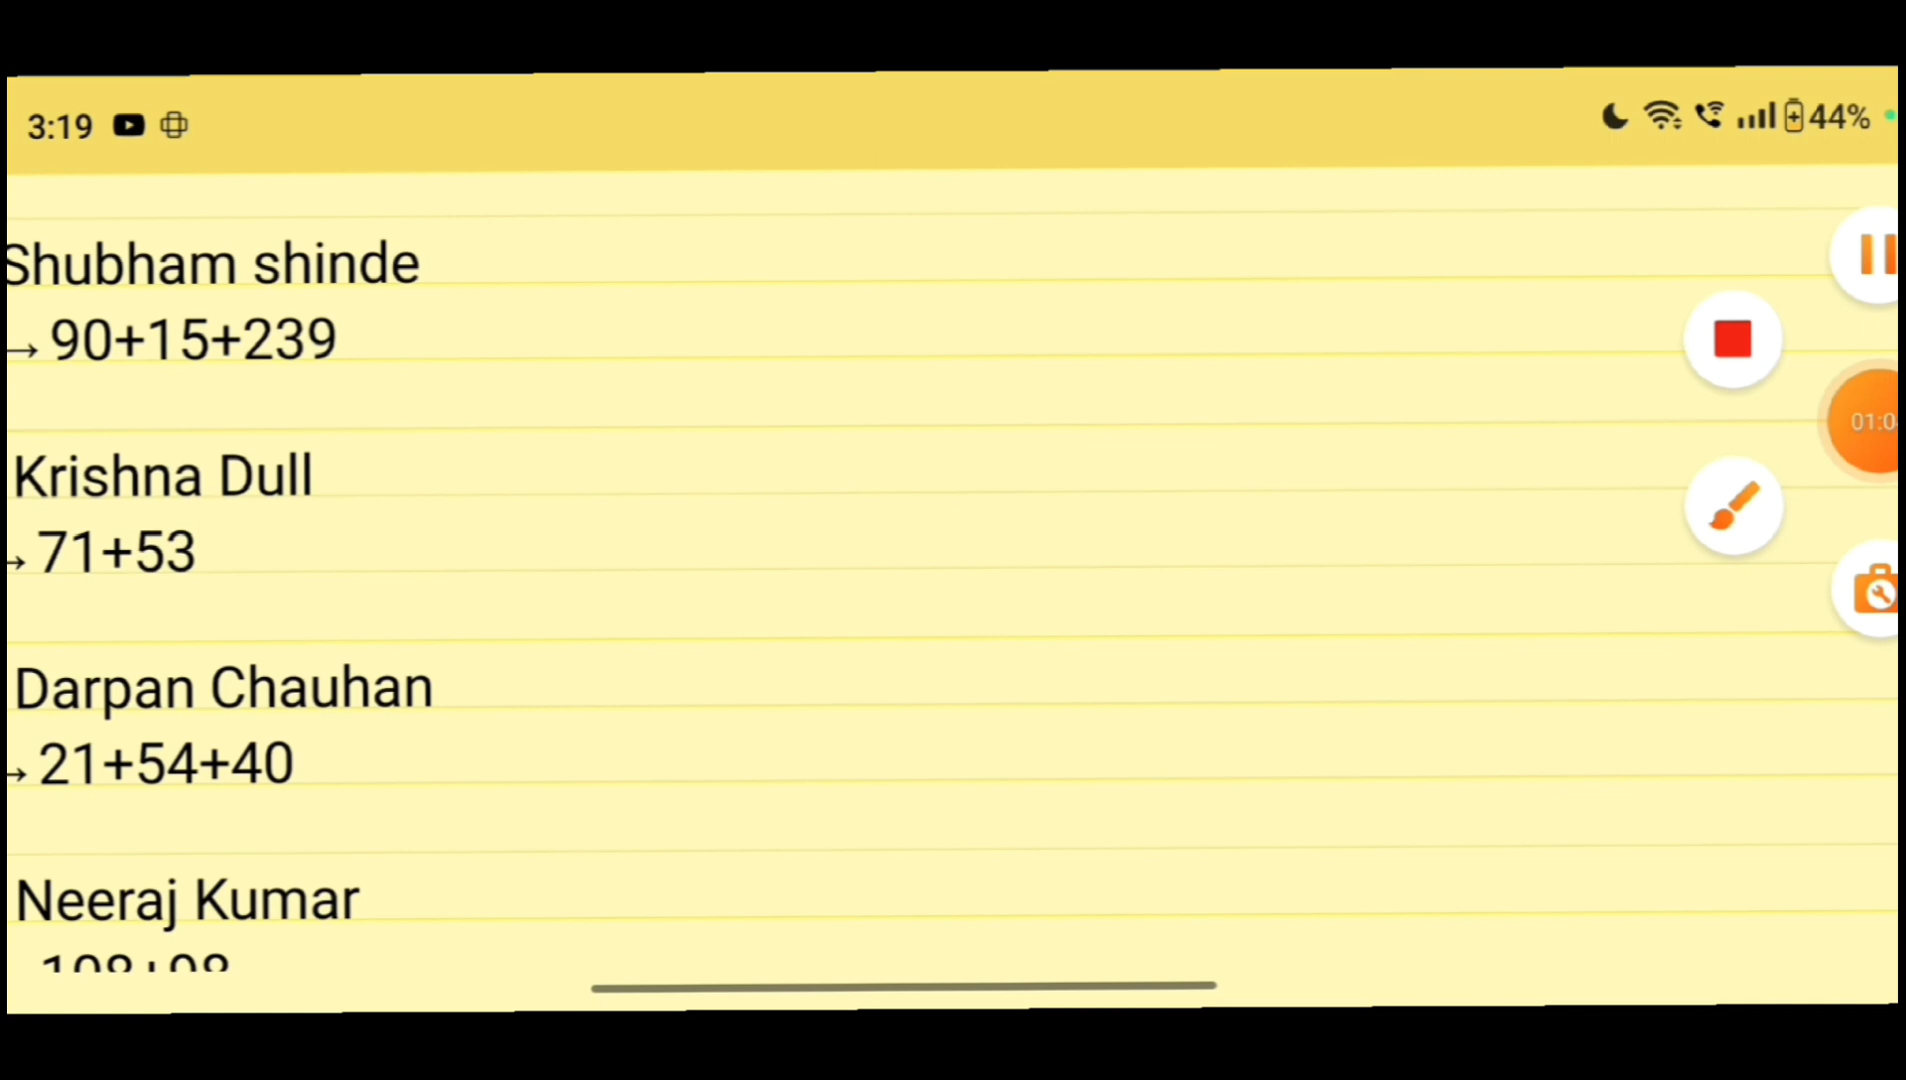 3:19
44%
Shubham shinde
→90+15+239
Krishna Dull
→71+53
Darpan Chauhan
→21+54+40
Neeraj Kumar